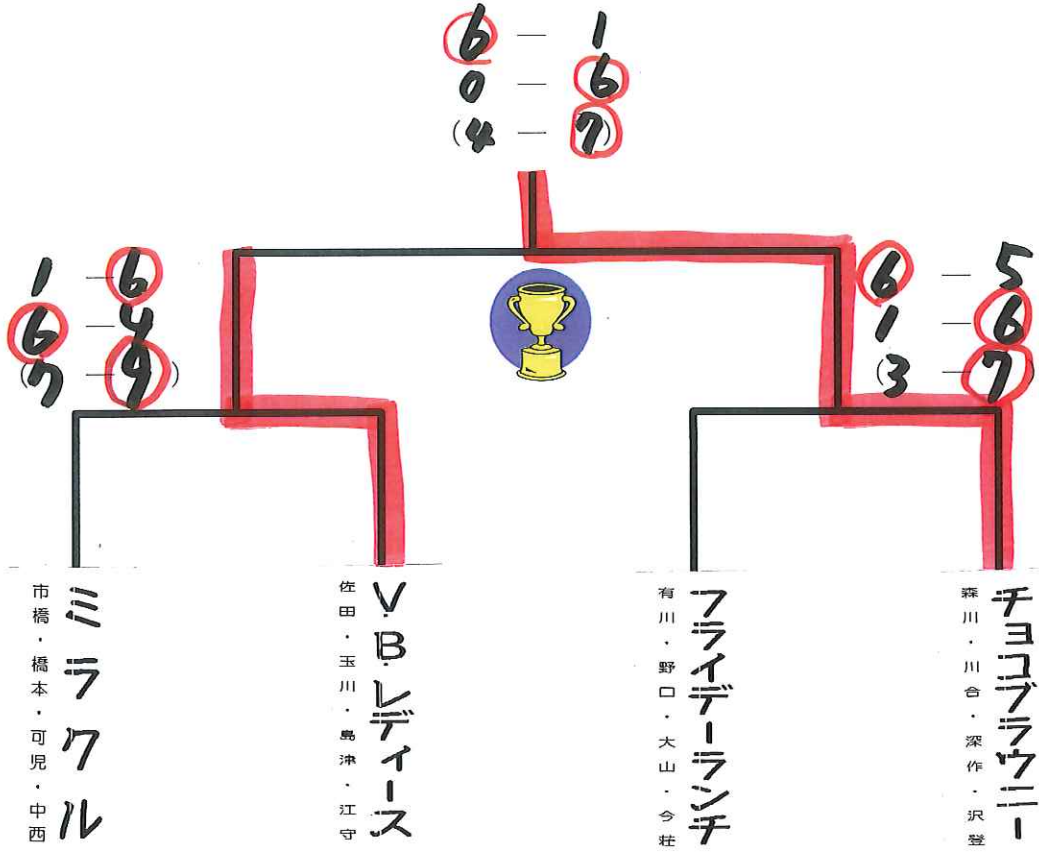 6 — 1
0 — 6
(4 — 7)
1 — 6
6 — 4
(7 — 9)
6 — 5
1 — 6
(3 — 7)
ミラクル
市橋・橋本・可児・中西
V.B.レディース
佐田・玉川・島津・江守
フライデーランチ
有川・野口・大山・今荘
チョコブラウニー
森川・川合・深作・沢登